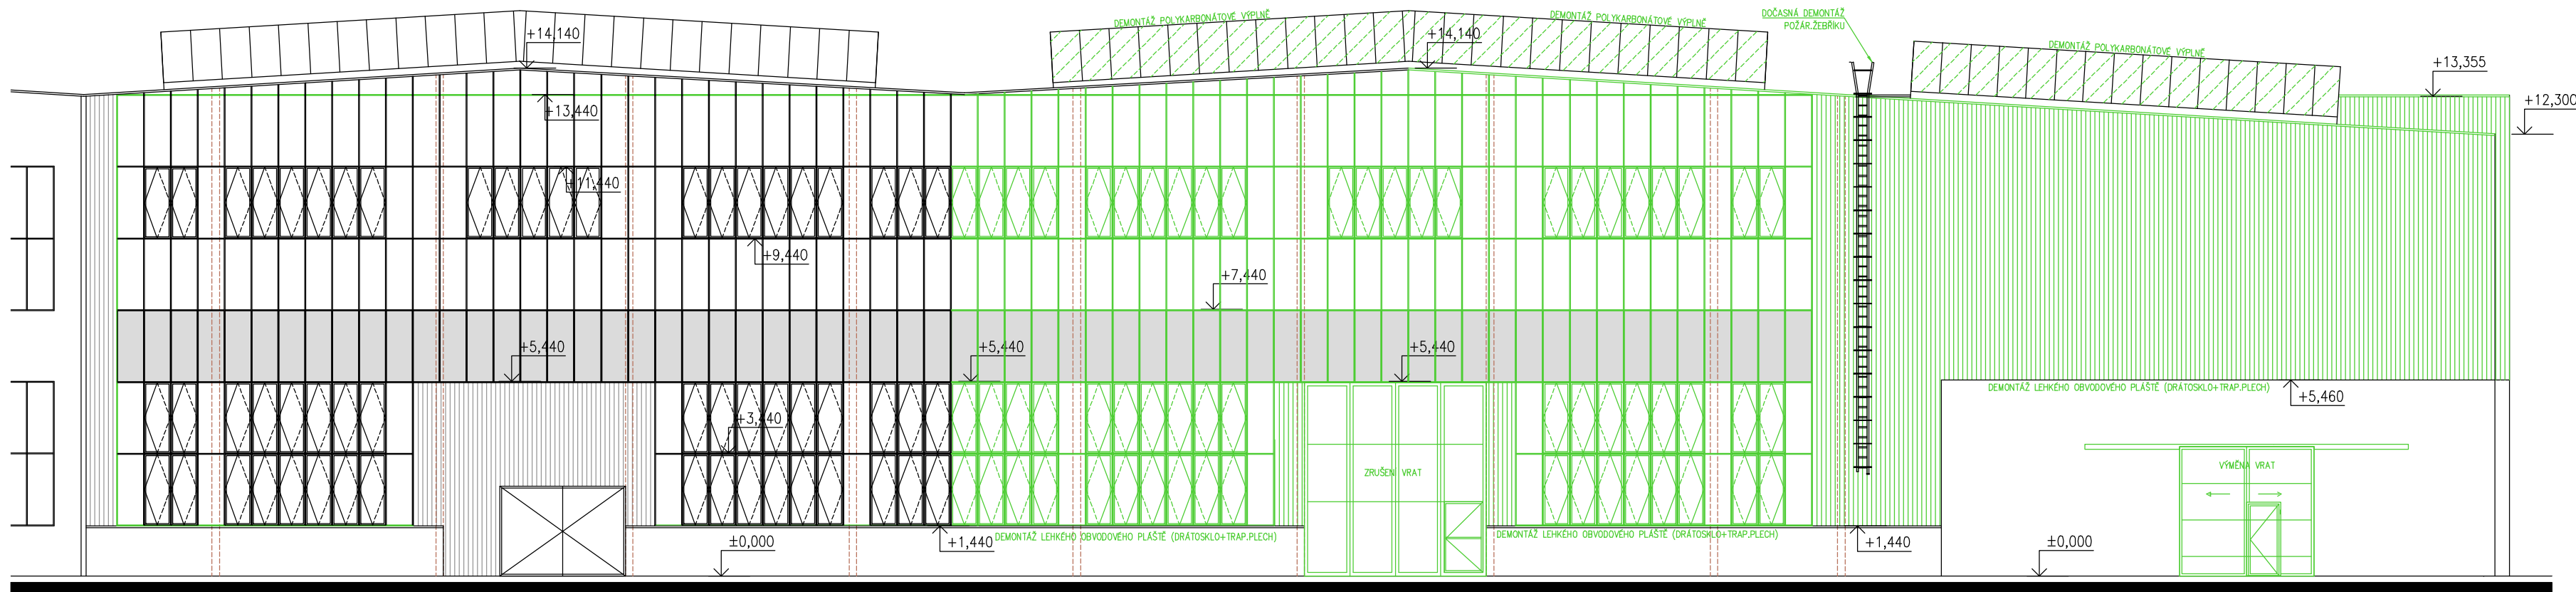 DEMONTÁŽ POLYKARBONÁTOVÉ VÝPLNĚ
DEMONTÁŽ POLYKARBONÁTOVÉ VÝPLNĚ
DOČASNÁ DEMONTÁŽ
POŽÁR.ŽEBŘÍKU
DEMONTÁŽ POLYKARBONÁTOVÉ VÝPLNĚ
+14,140
+14,140
+13,355
+12,300
+13,440
+11,440
+9,440
+7,440
+5,440
+5,440
+5,440
DEMONTÁŽ LEHKÉHO OBVODOVÉHO PLÁŠTĚ (DRÁTOSKLO+TRAP.PLECH)
+5,460
+3,440
ZRUŠENÍ VRAT
VÝMĚNA VRAT
DEMONTÁŽ LEHKÉHO OBVODOVÉHO PLÁŠTĚ (DRÁTOSKLO+TRAP.PLECH)
DEMONTÁŽ LEHKÉHO OBVODOVÉHO PLÁŠTĚ (DRÁTOSKLO+TRAP.PLECH)
±0,000
+1,440
+1,440
±0,000